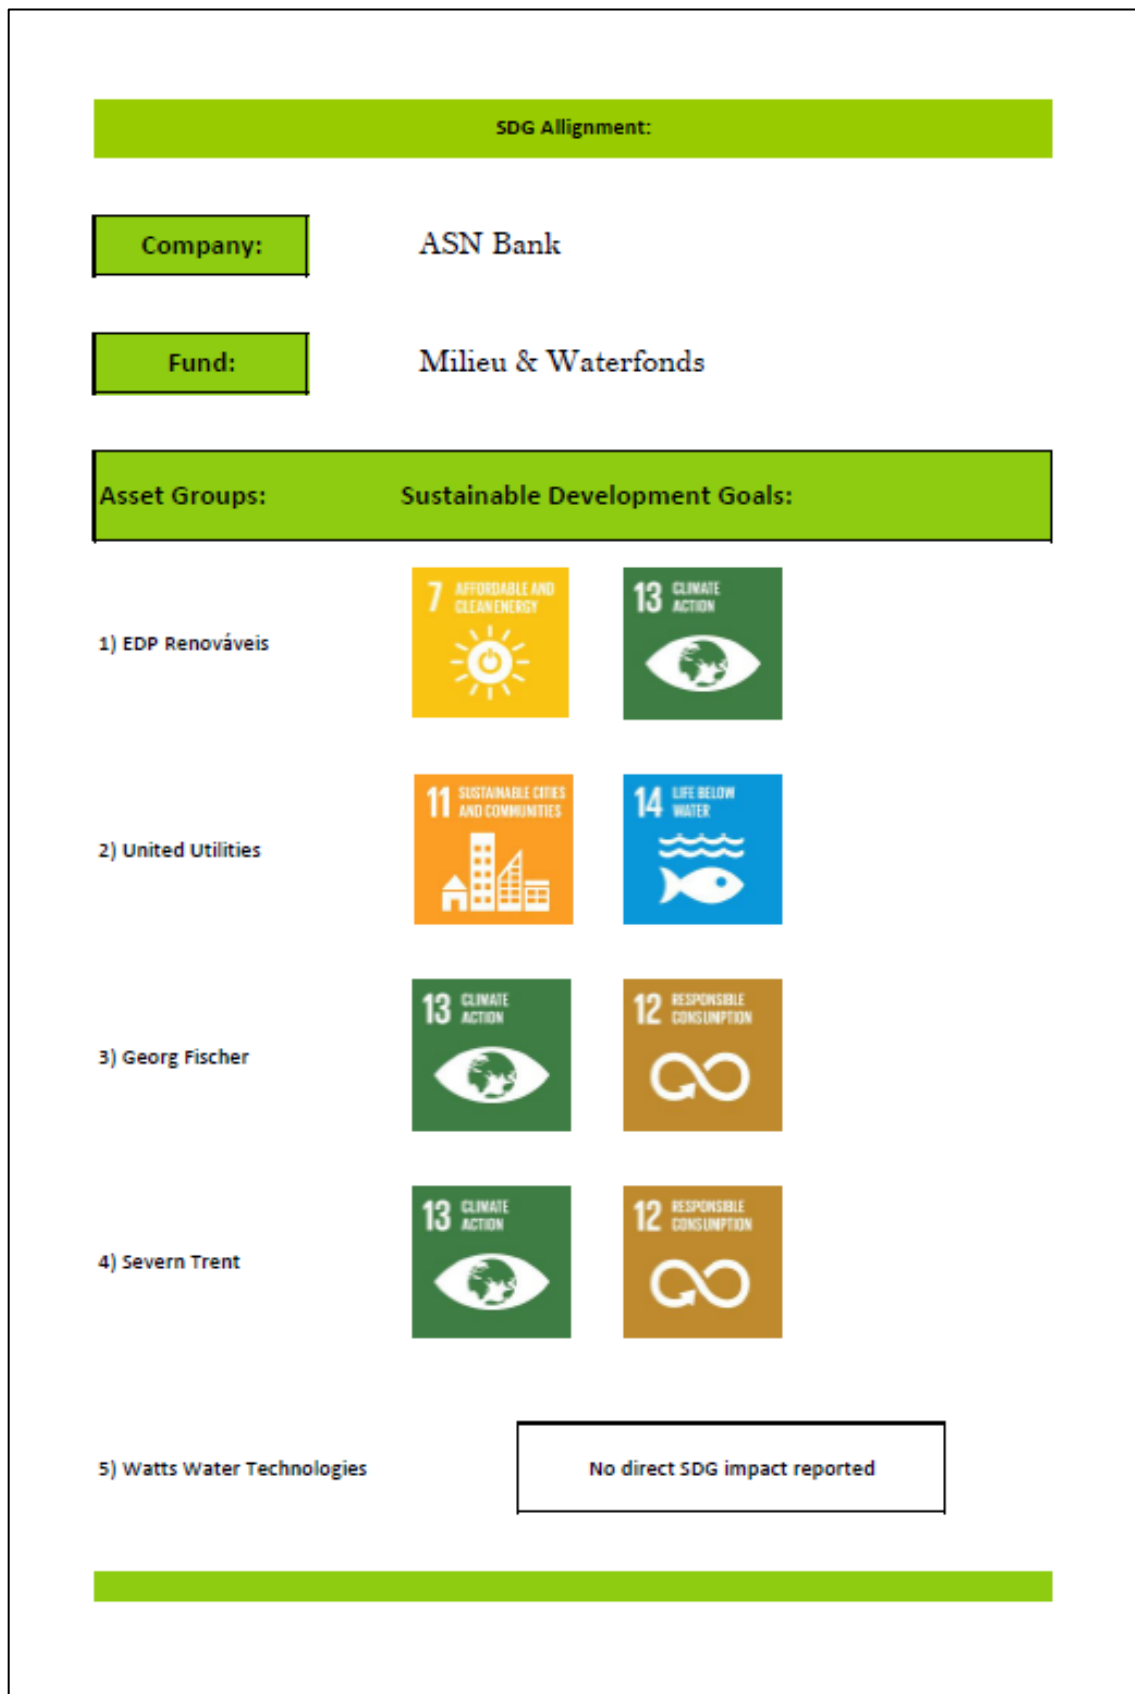 SDG Allignment:
Company:
ASN Bank
Fund:
Milieu & Waterfonds
Asset Groups:
Sustainable Development Goals:
1) EDP Renováveis
7 AFFORDABLE AND
CLEAN ENERGY
13 CLIMATE
ACTION
2) United Utilities
11 SUSTAINABLE CITIES
AND COMMUNITIES
14 LIFE BELOW
WATER
3) Georg Fischer
13 CLIMATE
ACTION
12 RESPONSIBLE
CONSUMPTION
4) Severn Trent
13 CLIMATE
ACTION
12 RESPONSIBLE
CONSUMPTION
5) Watts Water Technologies
No direct SDG impact reported